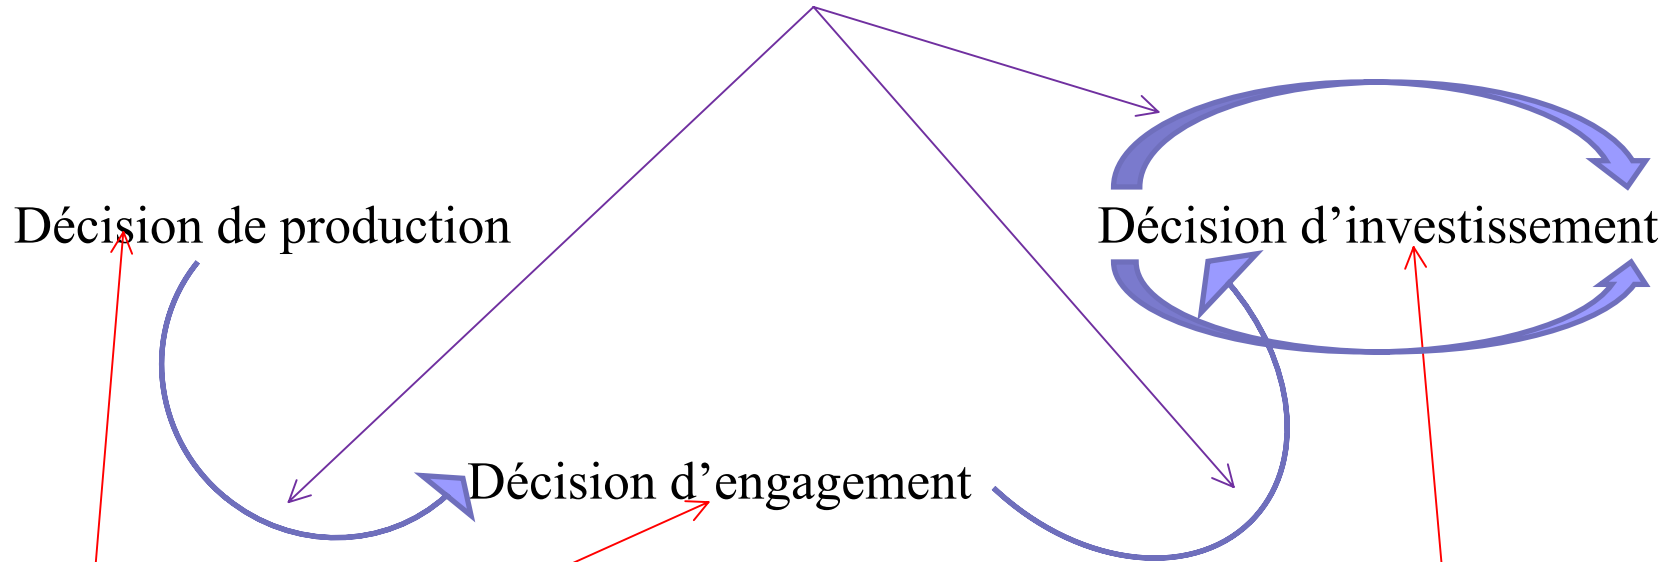 Décision de production
Décision d’investissement
Décision d’engagement